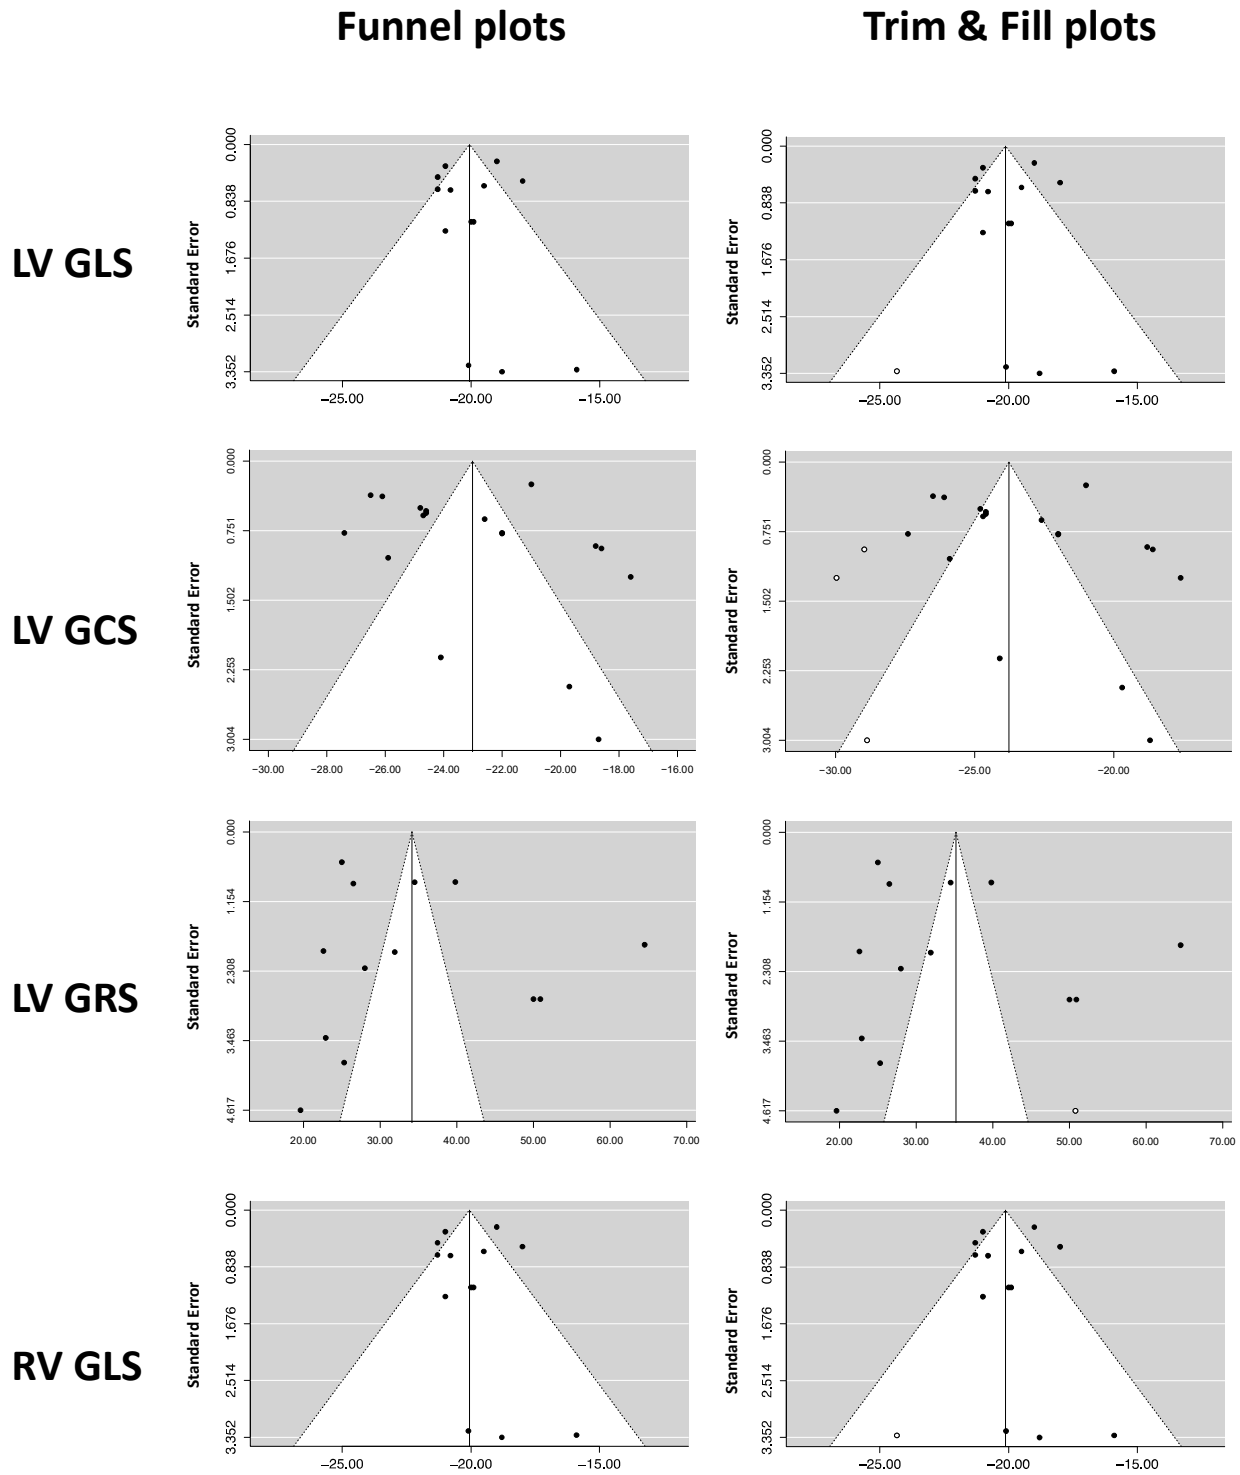 Funnel plots Trim & Fill plots
LV GLS
Standard Error
0.000
0.838
1.676
2.514
3.352
−25.00 −20.00 −15.00
Standard Error
0.000
0.838
1.676
2.514
3.352
−25.00 −20.00 −15.00
LV GCS
Standard Error
0.000
0.751
1.502
2.253
3.004
−30.00 −28.00 −26.00 −24.00 −22.00 −20.00 −18.00 −16.00
Standard Error
0.000
0.751
1.502
2.253
3.004
−30.00 −25.00 −20.00
LV GRS
Standard Error
0.000
1.154
2.308
3.463
4.617
20.00 30.00 40.00 50.00 60.00 70.00
Standard Error
0.000
1.154
2.308
3.463
4.617
20.00 30.00 40.00 50.00 60.00 70.00
RV GLS
Standard Error
0.000
0.838
1.676
2.514
3.352
−25.00 −20.00 −15.00
Standard Error
0.000
0.838
1.676
2.514
3.352
−25.00 −20.00 −15.00